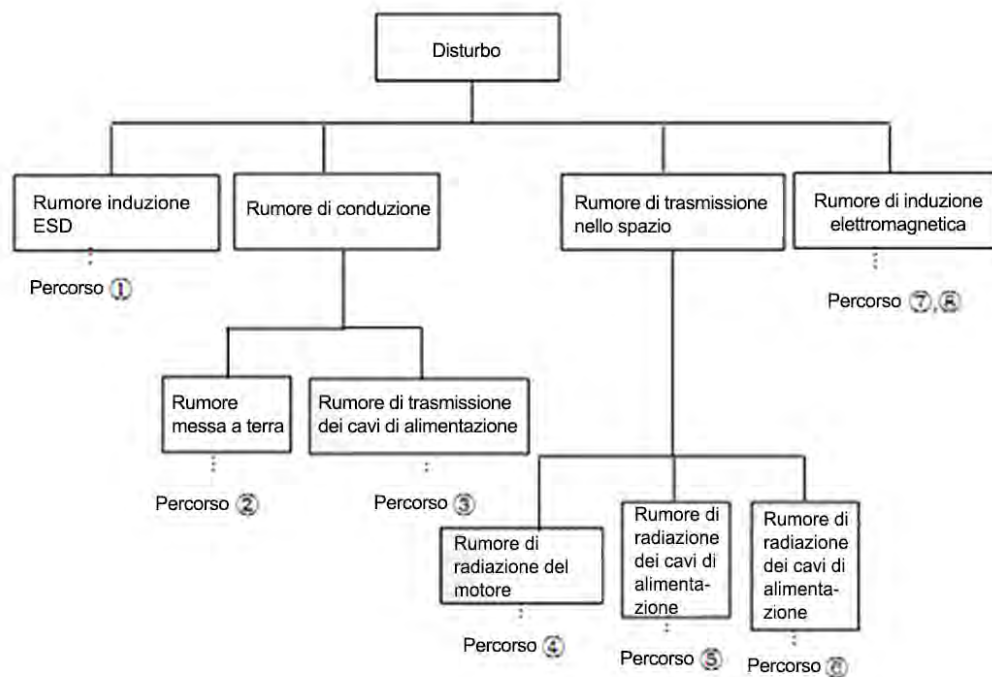 Disturbo
Rumore induzione
ESD
Rumore di conduzione
Rumore di trasmissione
nello spazio
Rumore di induzione
elettromagnetica
Percorso ①
Percorso ⑦,⑧
Rumore
messa a terra
Rumore di trasmissione
dei cavi di alimentazione
Percorso ②
Percorso ③
Rumore di
radiazione del
motore
Rumore di
radiazione
dei cavi di
alimenta-
zione
Rumore di
radiazione
dei cavi di
alimenta-
zione
Percorso ④
Percorso ⑤
Percorso